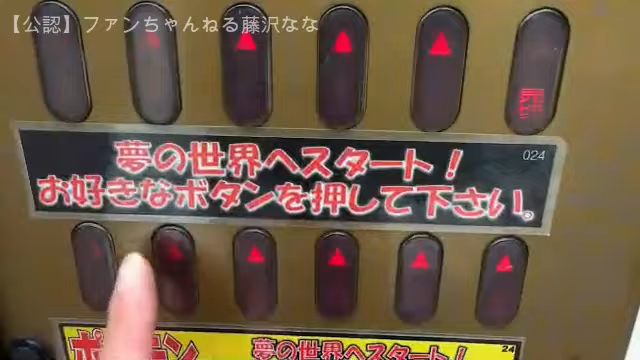 【公認】ファンちゃんねる藤沢なな
024
夢の世界へスタート！
お好きなボタンを押して下さい。
24
夢の世界へスタート！